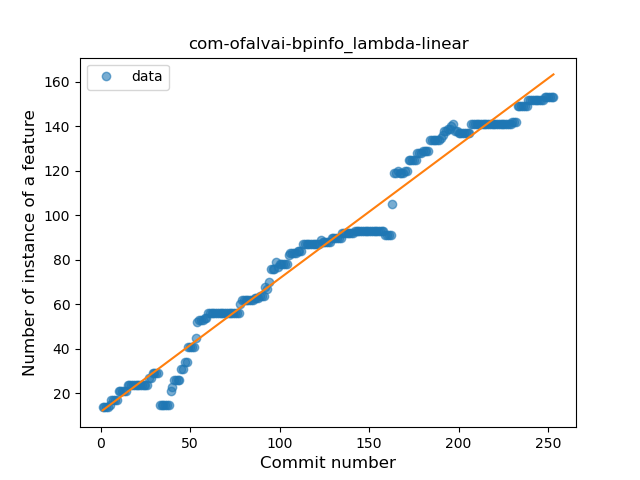 com-ofalvai-bpinfo_lambda-linear
data
Number of instance of a feature
160
140
120
100
80
60
40
20
0 50 100 150 200 250
Commit number